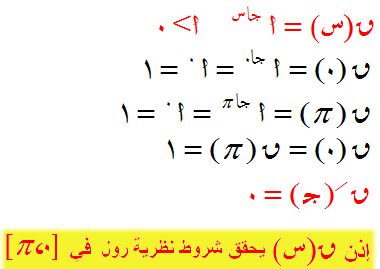 ق(س) = أ^جاس   أ > ٠
ق(٠) = أ^جا٠ = أ^٠ = ١
ق(π) = أ^جاπ = أ^٠ = ١
ق(٠) = ق(π) = ١
ق′(جـ) = ٠
إذن ق(س) يحقق شروط نظرية رول في [٠،π]